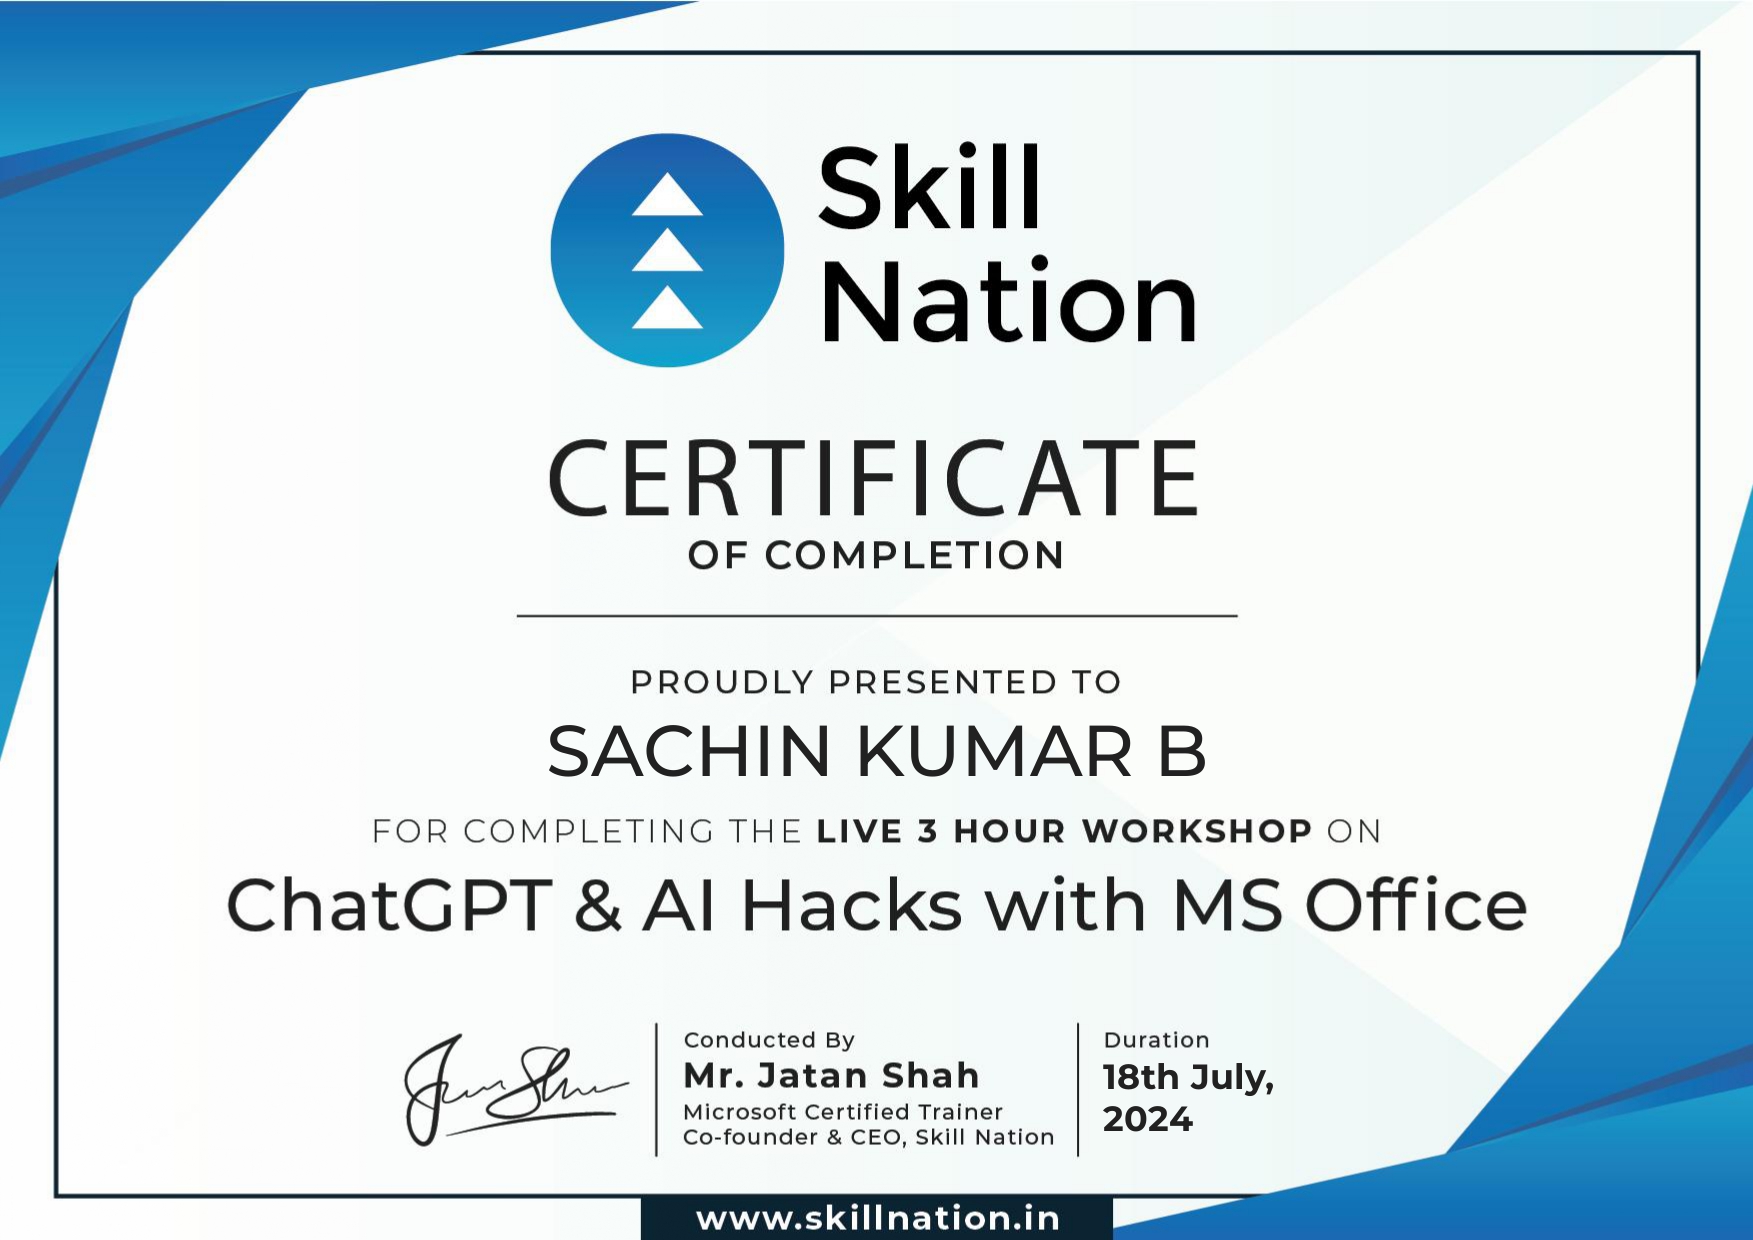 Skill
Nation
CERTIFICATE
OF COMPLETION
PROUDLY PRESENTED TO
SACHIN KUMAR B
FOR COMPLETING THE LIVE 3 HOUR WORKSHOP ON
ChatGPT & AI Hacks with MS Office
Conducted By
Mr. Jatan Shah
Microsoft Certified Trainer
Co-founder & CEO, Skill Nation
Duration
18th July,
2024
www.skillnation.in